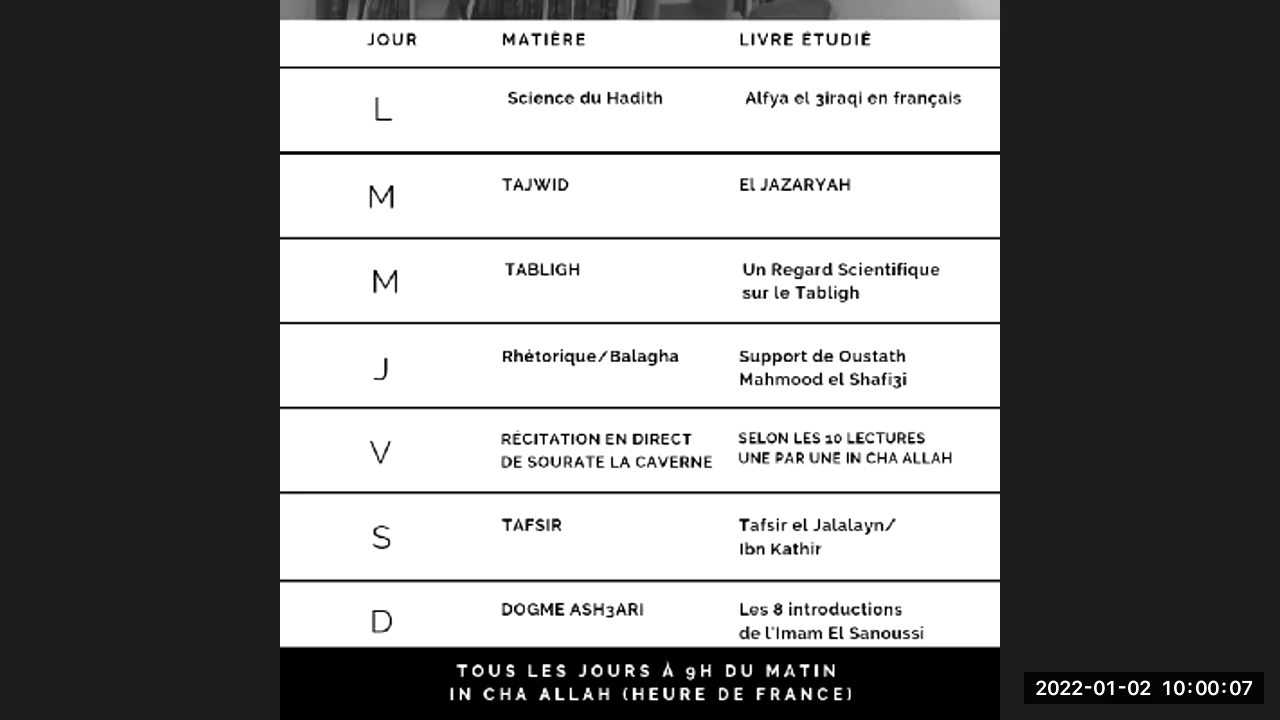 JOUR MATIÈRE LIVRE ÉTUDIÉ
L Science du Hadith Alfya el 3iraqi en français
M TAJWID El JAZARYAH
M TABLIGH Un Regard Scientifique
sur le Tabligh
J Rhétorique/Balagha Support de Oustath
Mahmood el Shafi3i
V RÉCITATION EN DIRECT SELON LES 10 LECTURES
DE SOURATE LA CAVERNE UNE PAR UNE IN CHA ALLAH
S TAFSIR Tafsir el Jalalayn/
Ibn Kathir
D DOGME ASH3ARI Les 8 introductions
de l'Imam El Sanoussi
TOUS LES JOURS À 9H DU MATIN
IN CHA ALLAH (HEURE DE FRANCE)
2022-01-02 10:00:07